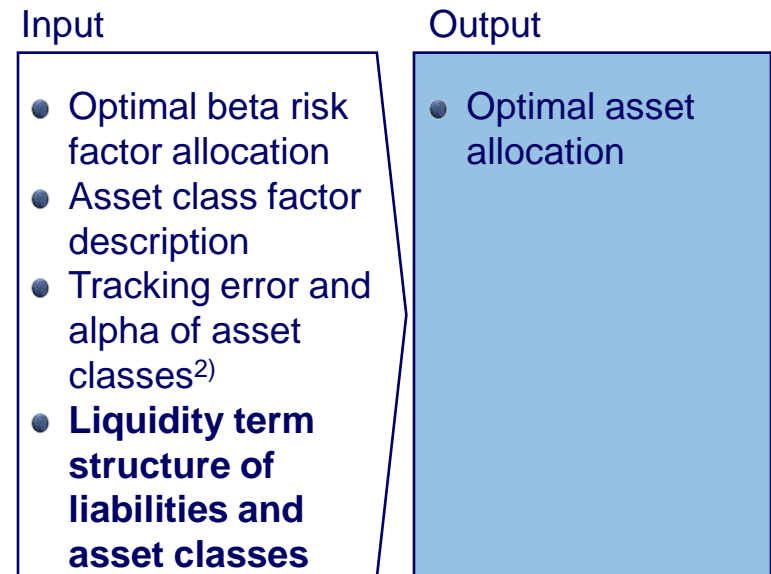 Input
Output
● Optimal beta risk
factor allocation
● Asset class factor
description
● Tracking error and
alpha of asset
classes2)
● Liquidity term
structure of
liabilities and
asset classes
● Optimal asset
allocation